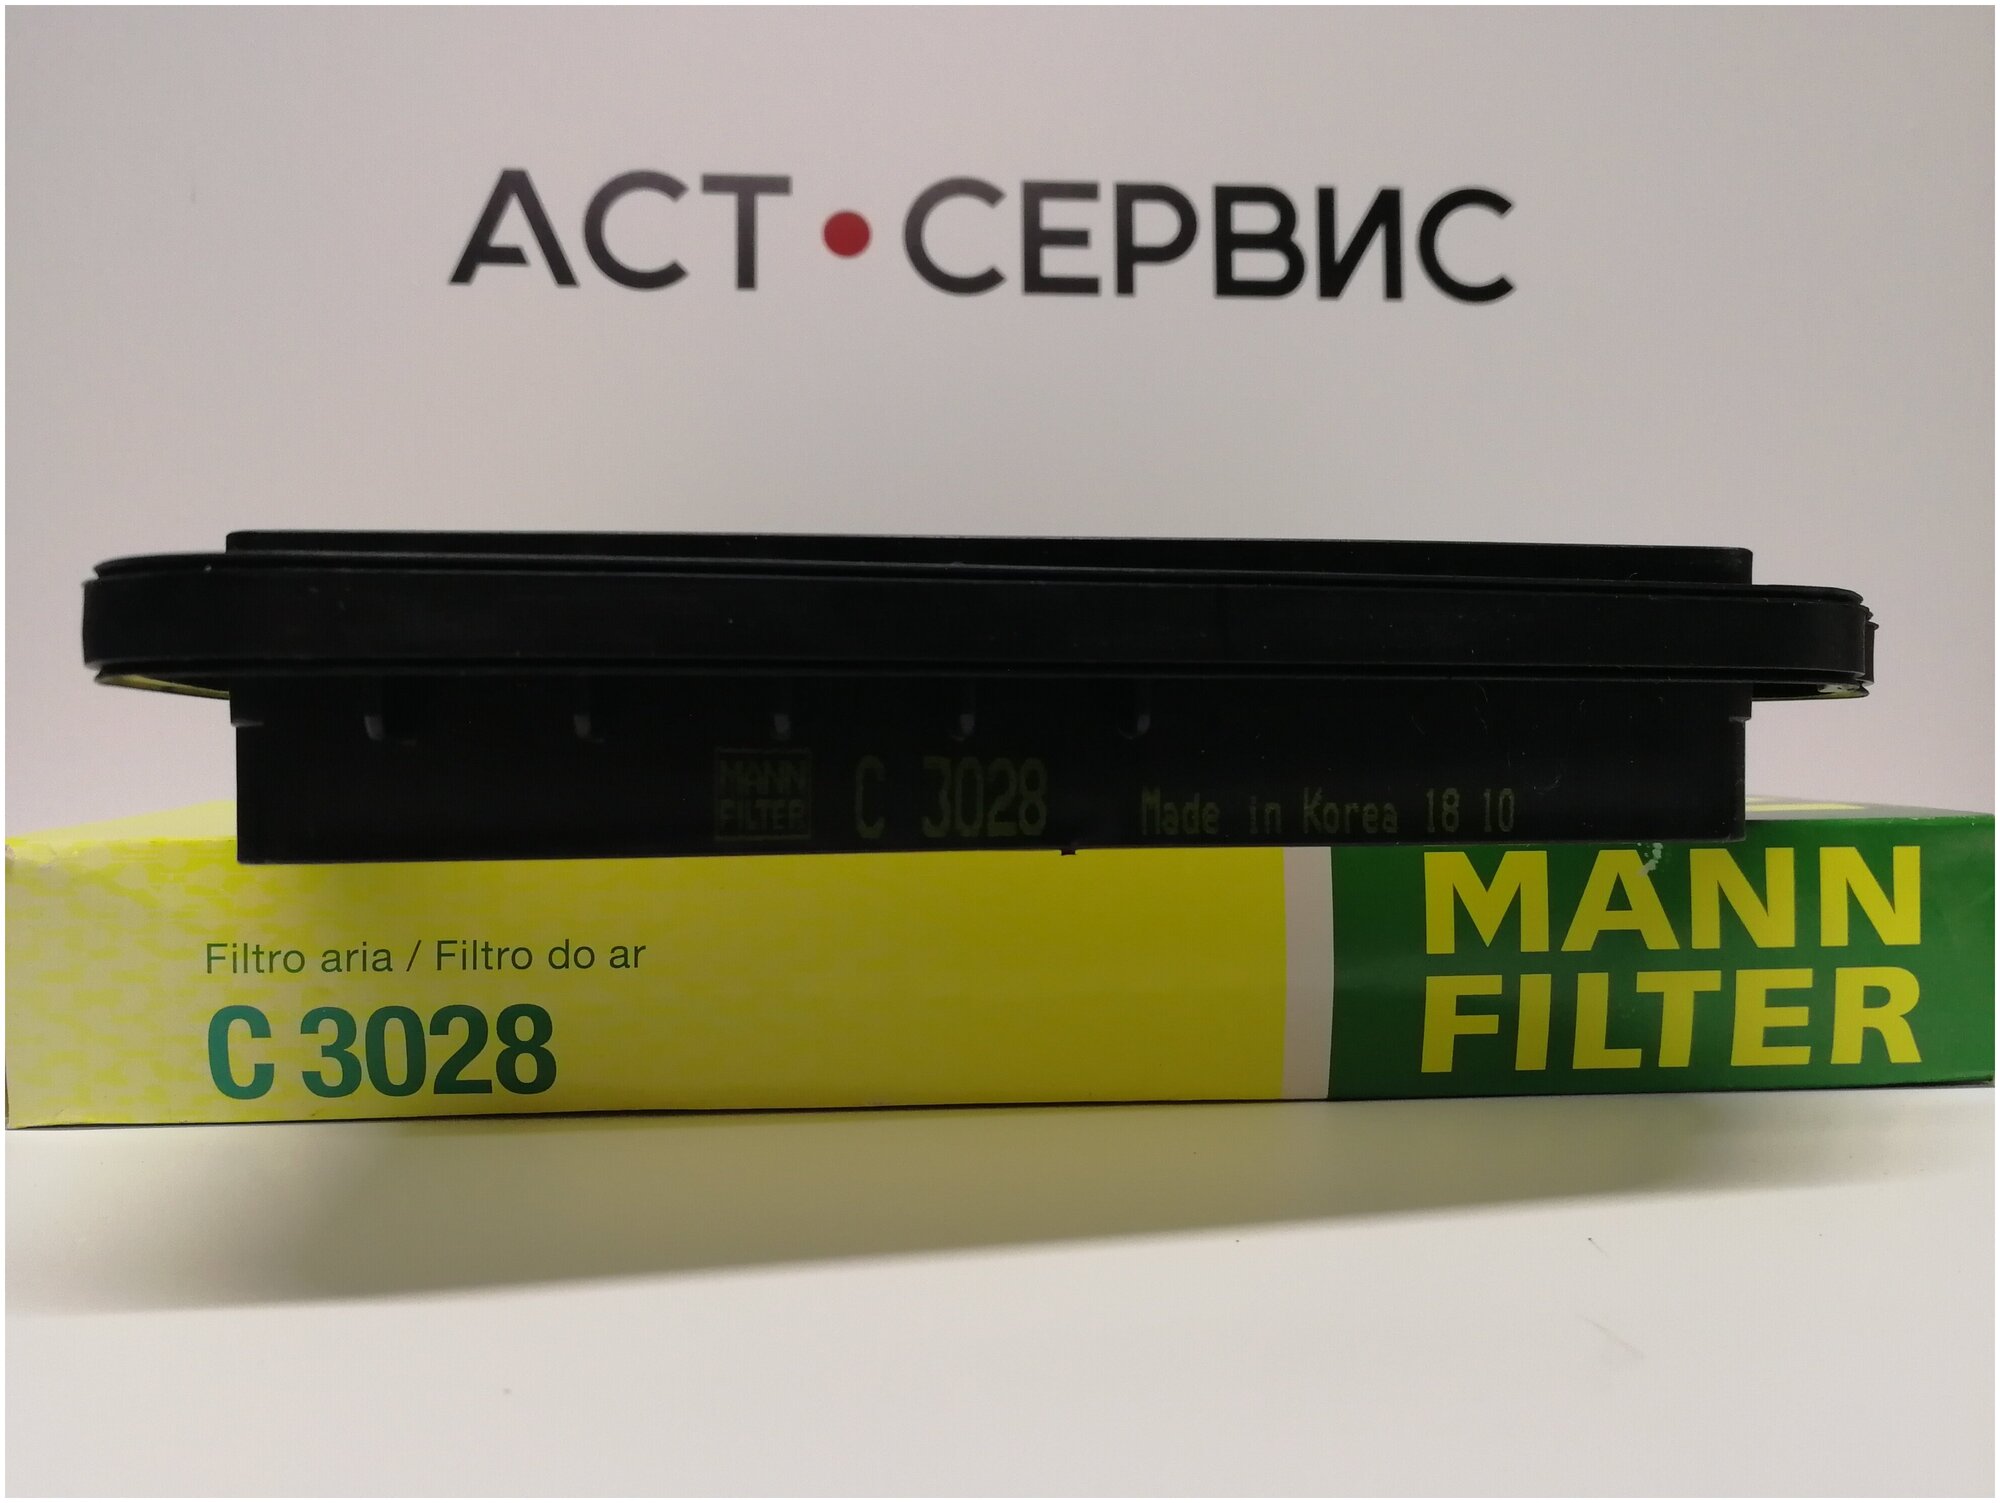 АСТ•СЕРВИС
MANN
FILTER
C 3028
Made in Korea 18 10
Filtro aria / Filtro do ar
C 3028
MANN
FILTER